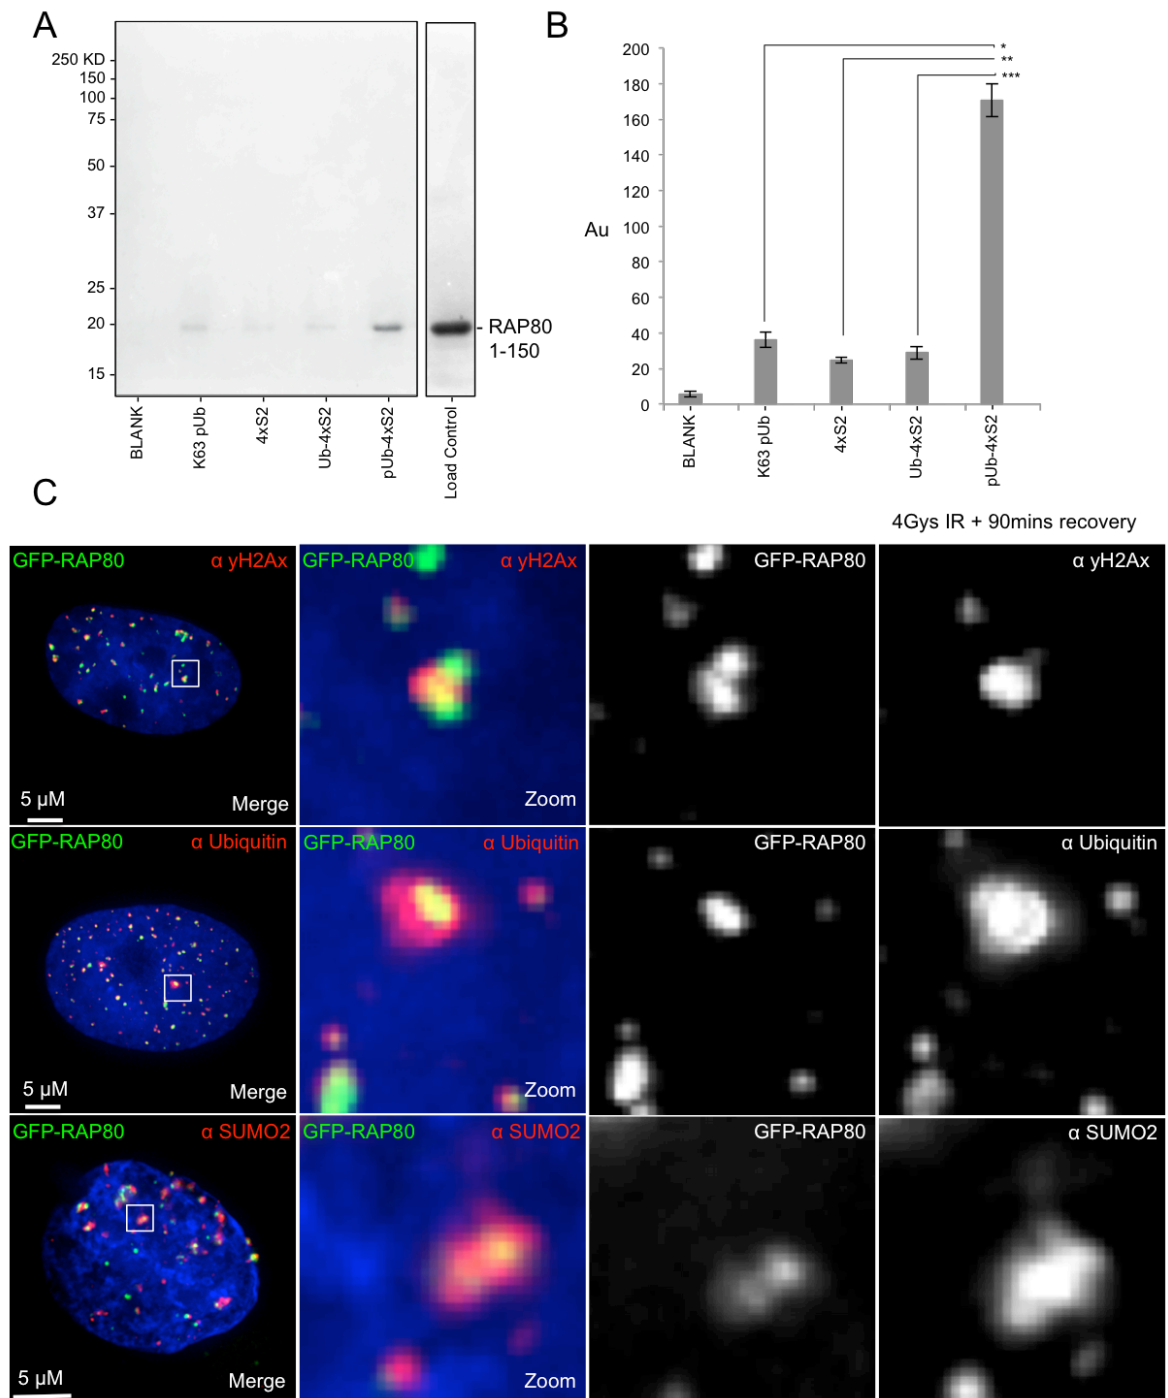 A
250 KD
150
100
75
50
37
25
20
15
RAP80
1-150
BLANK
K63 pUb
4xS2
Ub-4xS2
pUb-4xS2
Load Control
B
200
180
160
140
120
100
80
60
40
20
0
Au
*
**
***
BLANK
K63 pUb
4xS2
Ub-4xS2
pUb-4xS2
C
4Gys IR + 90mins recovery
GFP-RAP80 α yH2Ax
5 µM
Merge
GFP-RAP80 α yH2Ax
Zoom
GFP-RAP80
α yH2Ax
GFP-RAP80 α Ubiquitin
5 µM
Merge
GFP-RAP80 α Ubiquitin
Zoom
GFP-RAP80
α Ubiquitin
GFP-RAP80 α SUMO2
5 µM
Merge
GFP-RAP80 α SUMO2
Zoom
GFP-RAP80
α SUMO2